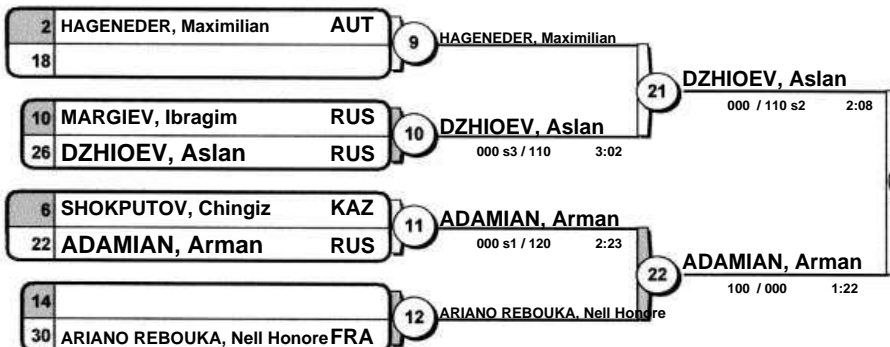 2 HAGENEDER, Maximilian AUT
18
9 HAGENEDER, Maximilian
10 MARGIEV, Ibragim RUS
26 DZHIOEV, Aslan RUS
10 DZHIOEV, Aslan
000 s3 / 110 3:02
21 DZHIOEV, Aslan
000 / 110 s2 2:08
6 SHOKPUTOV, Chingiz KAZ
22 ADAMIAN, Arman RUS
11 ADAMIAN, Arman
000 s1 / 120 2:23
14
30 ARIANO REBOUKA, Nell Honore FRA
12 ARIANO REBOUKA, Nell Honore
22 ADAMIAN, Arman
100 / 000 1:22